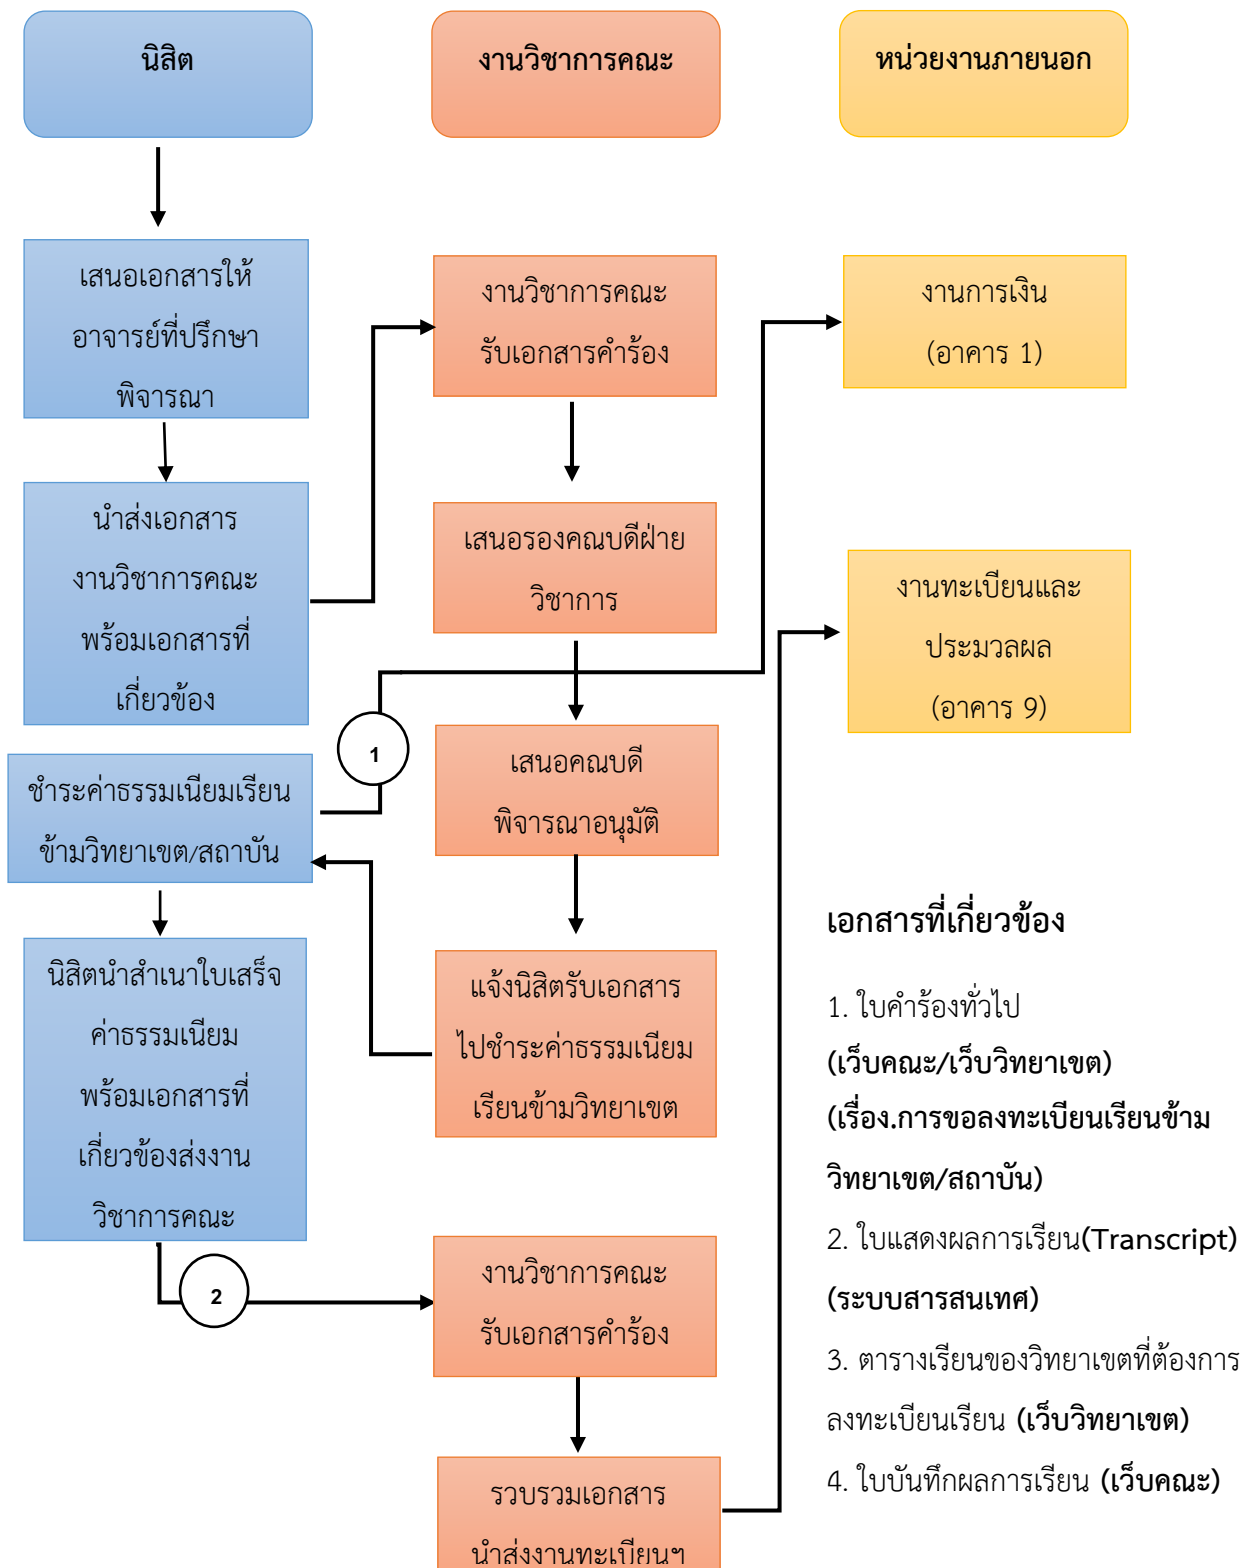 นิสิต
งานวิชาการคณะ
หน่วยงานภายนอก
เสนอเอกสารให้
อาจารย์ที่ปรึกษา
พิจารณา
งานวิชาการคณะ
รับเอกสารคำร้อง
งานการเงิน
(อาคาร 1)
นำส่งเอกสาร
งานวิชาการคณะ
พร้อมเอกสารที่
เกี่ยวข้อง
เสนอรองคณบดีฝ่าย
วิชาการ
งานทะเบียนและ
ประมวลผล
(อาคาร 9)
1
เสนอคณบดี
พิจารณาอนุมัติ
ชำระค่าธรรมเนียมเรียน
ข้ามวิทยาเขต/สถาบัน
แจ้งนิสิตรับเอกสาร
ไปชำระค่าธรรมเนียม
เรียนข้ามวิทยาเขต
นิสิตนำสำเนาใบเสร็จ
ค่าธรรมเนียม
พร้อมเอกสารที่
เกี่ยวข้องส่งงาน
วิชาการคณะ
2
งานวิชาการคณะ
รับเอกสารคำร้อง
รวบรวมเอกสาร
นำส่งงานทะเบียนฯ
เอกสารที่เกี่ยวข้อง
1. ใบคำร้องทั่วไป
(เว็บคณะ/เว็บวิทยาเขต)
(เรื่อง.การขอลงทะเบียนเรียนข้าม
วิทยาเขต/สถาบัน)
2. ใบแสดงผลการเรียน(Transcript)
(ระบบสารสนเทศ)
3. ตารางเรียนของวิทยาเขตที่ต้องการ
ลงทะเบียนเรียน (เว็บวิทยาเขต)
4. ใบบันทึกผลการเรียน (เว็บคณะ)